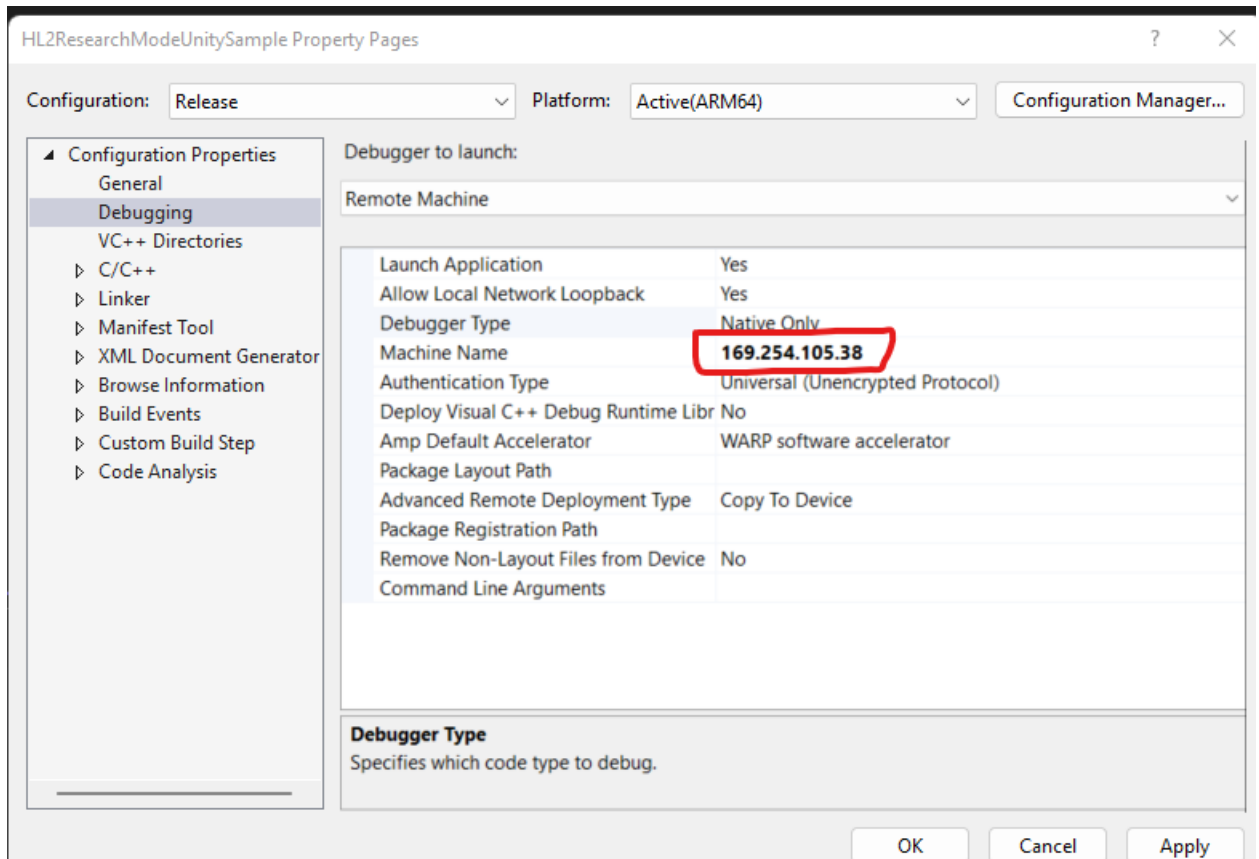 HL2ResearchModeUnitySample Property Pages ? ×
Configuration: Release Platform: Active(ARM64) Configuration Manager...
Configuration Properties
General
Debugging
VC++ Directories
C/C++
Linker
Manifest Tool
XML Document Generator
Browse Information
Build Events
Custom Build Step
Code Analysis
Debugger to launch:
Remote Machine
Launch Application Yes
Allow Local Network Loopback Yes
Debugger Type Native Only
Machine Name 169.254.105.38
Authentication Type Universal (Unencrypted Protocol)
Deploy Visual C++ Debug Runtime Libr No
Amp Default Accelerator WARP software accelerator
Package Layout Path
Advanced Remote Deployment Type Copy To Device
Package Registration Path
Remove Non-Layout Files from Device No
Command Line Arguments
Debugger Type
Specifies which code type to debug.
OK Cancel Apply